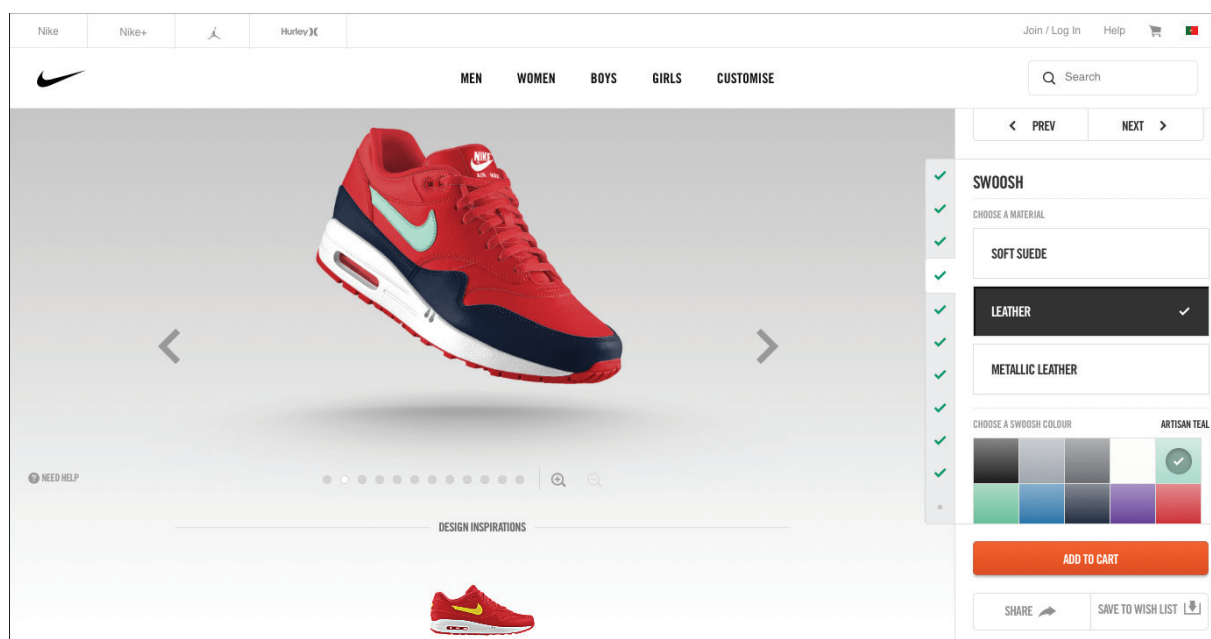 Nike
Nike+
Hurley
Join / Log In
Help
MEN
WOMEN
BOYS
GIRLS
CUSTOMISE
Search
PREV
NEXT
NIKE
AIR MAX
SWOOSH
CHOOSE A MATERIAL
SOFT SUEDE
LEATHER
METALLIC LEATHER
CHOOSE A SWOOSH COLOUR
ARTISAN TEAL
NEED HELP
DESIGN INSPIRATIONS
ADD TO CART
SHARE
SAVE TO WISH LIST